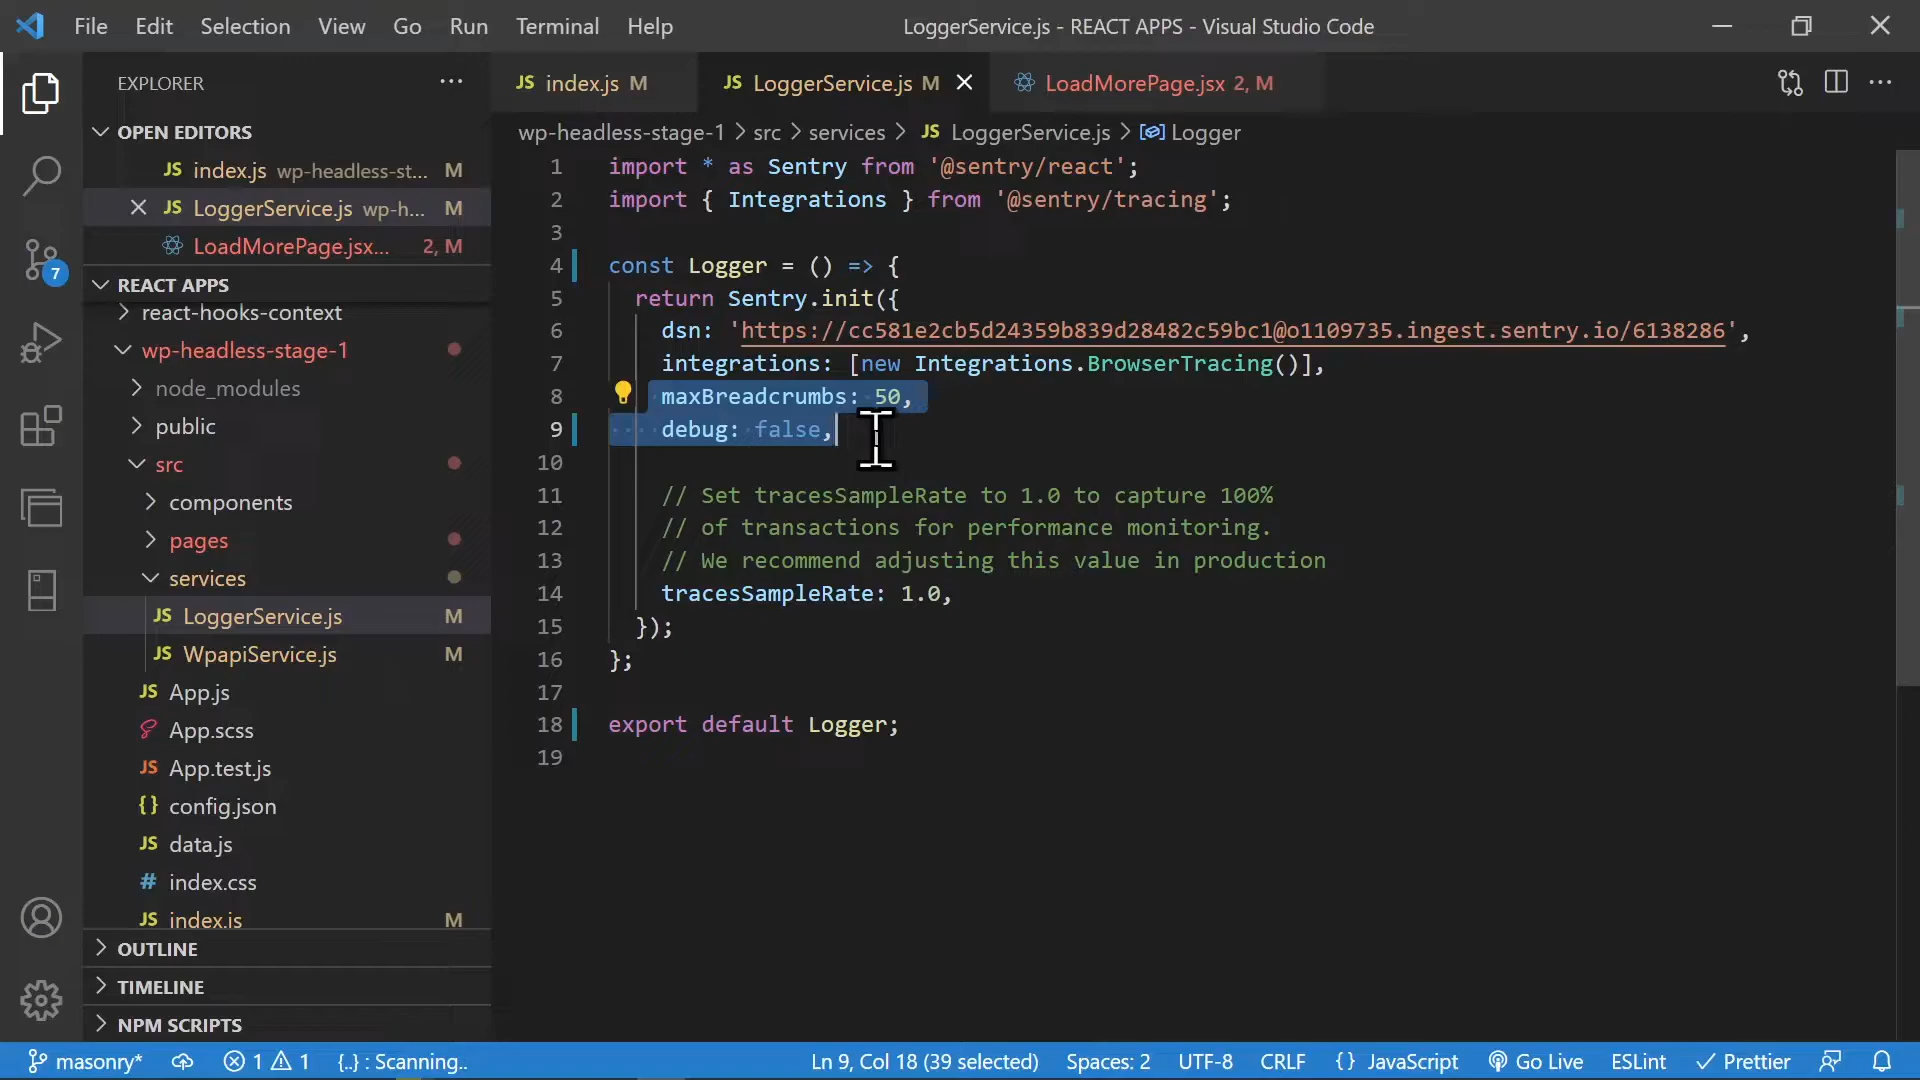 File Edit Selection View Go Run Terminal Help LoggerService.js - REACT APPS - Visual Studio Code
EXPLORER
OPEN EDITORS
JS index.js wp-headless-st... M
JS LoggerService.js wp-h... M
LoadMorePage.jsx... 2, M
REACT APPS
react-hooks-context
wp-headless-stage-1
node_modules
public
src
components
pages
services
JS LoggerService.js M
JS WpapiService.js M
JS App.js
App.scss
JS App.test.js
{} config.json
JS data.js
# index.css
JS index.js M
OUTLINE
TIMELINE
NPM SCRIPTS
7
JS index.js M JS LoggerService.js M LoadMorePage.jsx 2, M
wp-headless-stage-1 > src > services > JS LoggerService.js > Logger
1 import * as Sentry from '@sentry/react';
2 import { Integrations } from '@sentry/tracing';
3
4 const Logger = () => {
5 return Sentry.init({
6 dsn: 'https://cc581e2cb5d24359b839d28482c59bc1@o1109735.ingest.sentry.io/6138286',
7 integrations: [new Integrations.BrowserTracing()],
8 maxBreadcrumbs: 50,
9 debug: false,
10
11 // Set tracesSampleRate to 1.0 to capture 100%
12 // of transactions for performance monitoring.
13 // We recommend adjusting this value in production
14 tracesSampleRate: 1.0,
15 });
16 };
17
18 export default Logger;
19
masonry* 1 1 {..} : Scanning.. Ln 9, Col 18 (39 selected) Spaces: 2 UTF-8 CRLF {} JavaScript Go Live ESLint Prettier